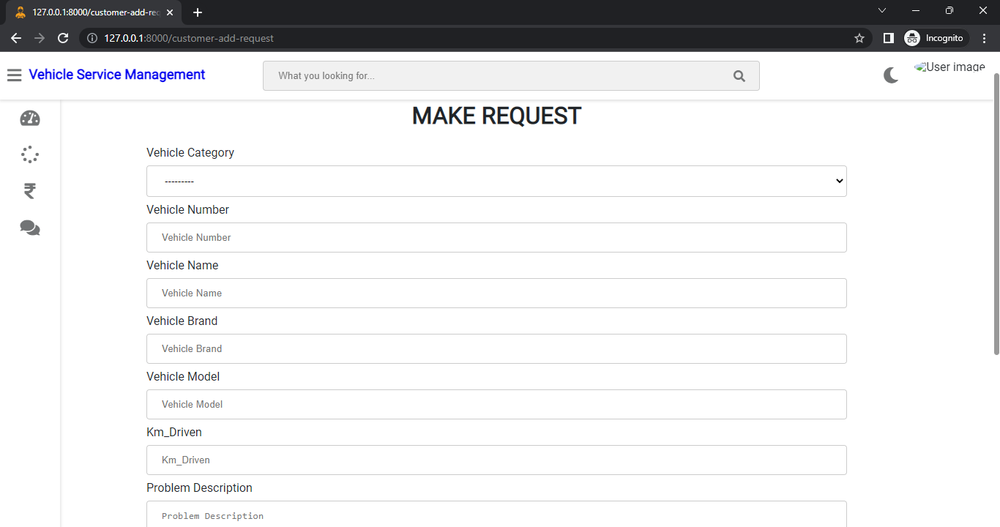 127.0.0.1:8000/customer-add-req
127.0.0.1:8000/customer-add-request
Incognito
Vehicle Service Management
What you looking for...
User image
MAKE REQUEST
Vehicle Category
---------
Vehicle Number
Vehicle Number
Vehicle Name
Vehicle Name
Vehicle Brand
Vehicle Brand
Vehicle Model
Vehicle Model
Km_Driven
Km_Driven
Problem Description
Problem Description